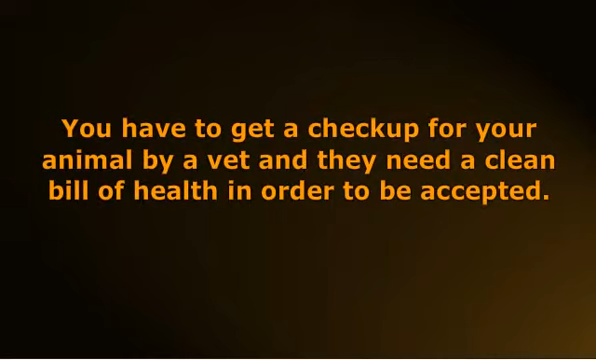 You have to get a checkup for your
animal by a vet and they need a clean
bill of health in order to be accepted.